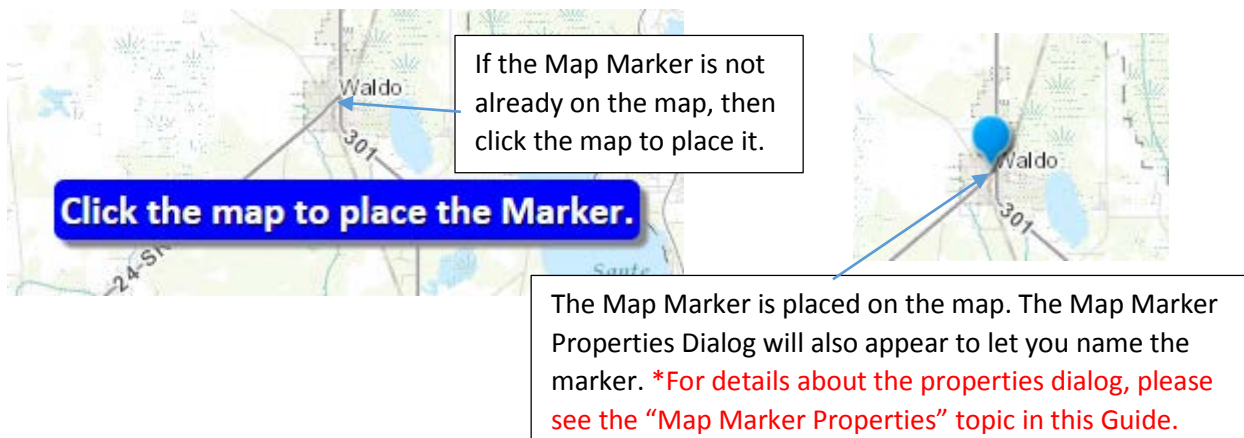 Waldo
301
If the Map Marker is not
already on the map, then
click the map to place it.
Click the map to place the Marker.
Waldo
301
The Map Marker is placed on the map. The Map Marker
Properties Dialog will also appear to let you name the
marker. *For details about the properties dialog, please
see the “Map Marker Properties” topic in this Guide.